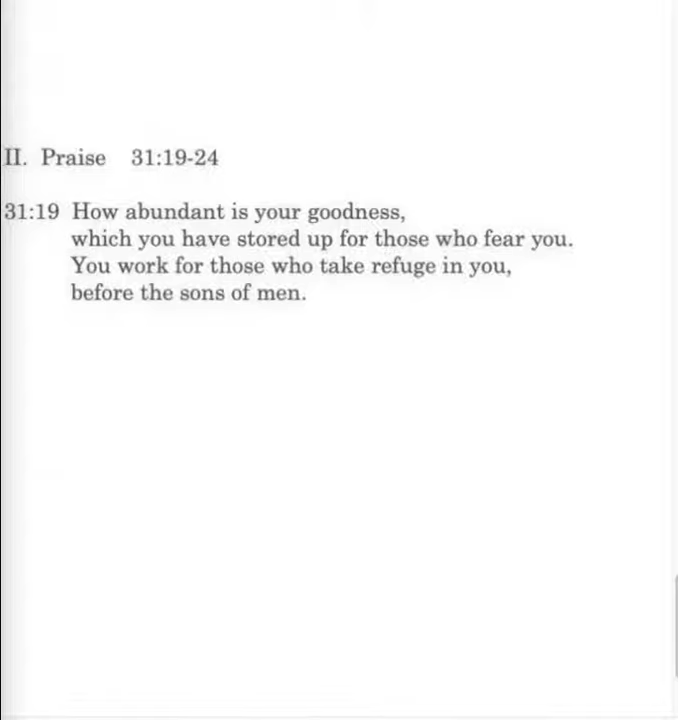 II. Praise 31:19-24
31:19 How abundant is your goodness,
which you have stored up for those who fear you.
You work for those who take refuge in you,
before the sons of men.